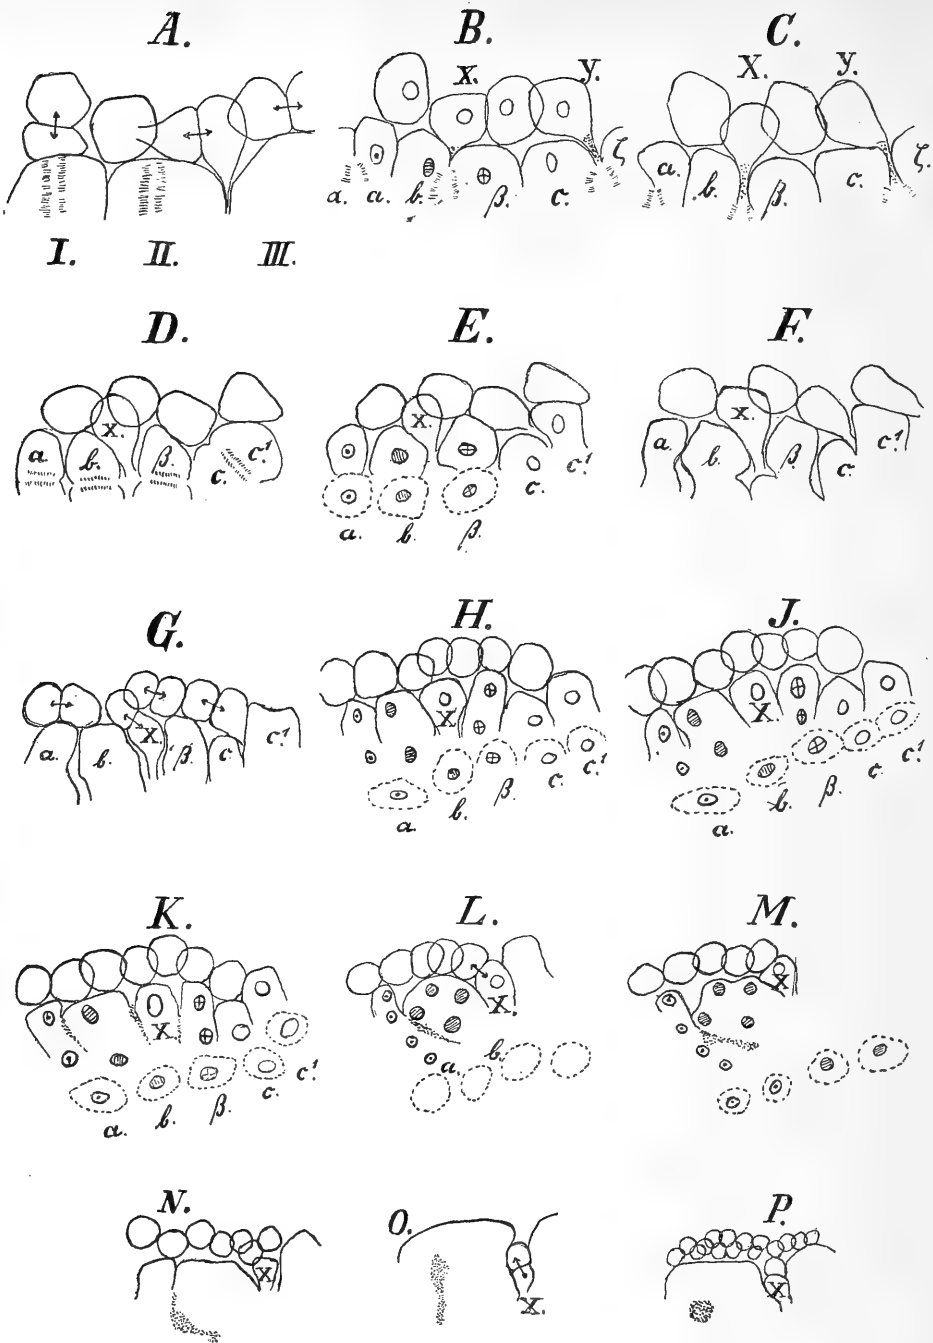 A. B. C.
X. y. X. y.
a. a. b. β. c. ζ
a. b. β. c. ζ.
I. II. III.
D. E. F.
a. b. X. β. c. c¹.
X. c. c¹.
a. b. β.
a. b. X. β c. c¹
G. H. J.
a. b. X. β. c. c¹
X
a. b. β. c. c¹.
X.
a. b. β. c. c¹.
K. L. M.
X
a. b. β. c. c¹.
X.
a. b.
X
N. O. P.
X X. X